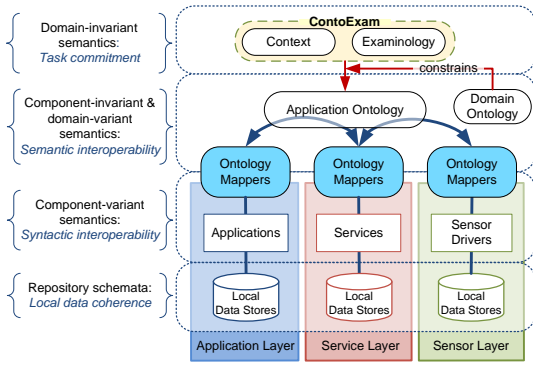 Domain-invariant
semantics:
Task commitment
ContoExam
Context
Examinology
constrains
Component-invariant &
domain-variant
semantics:
Semantic interoperability
Application Ontology
Domain
Ontology
Ontology
Mappers
Ontology
Mappers
Ontology
Mappers
Component-variant
semantics:
Syntactic interoperability
Applications
Services
Sensor
Drivers
Repository schemata:
Local data coherence
Local
Data Stores
Local
Data Stores
Local
Data Stores
Application Layer
Service Layer
Sensor Layer